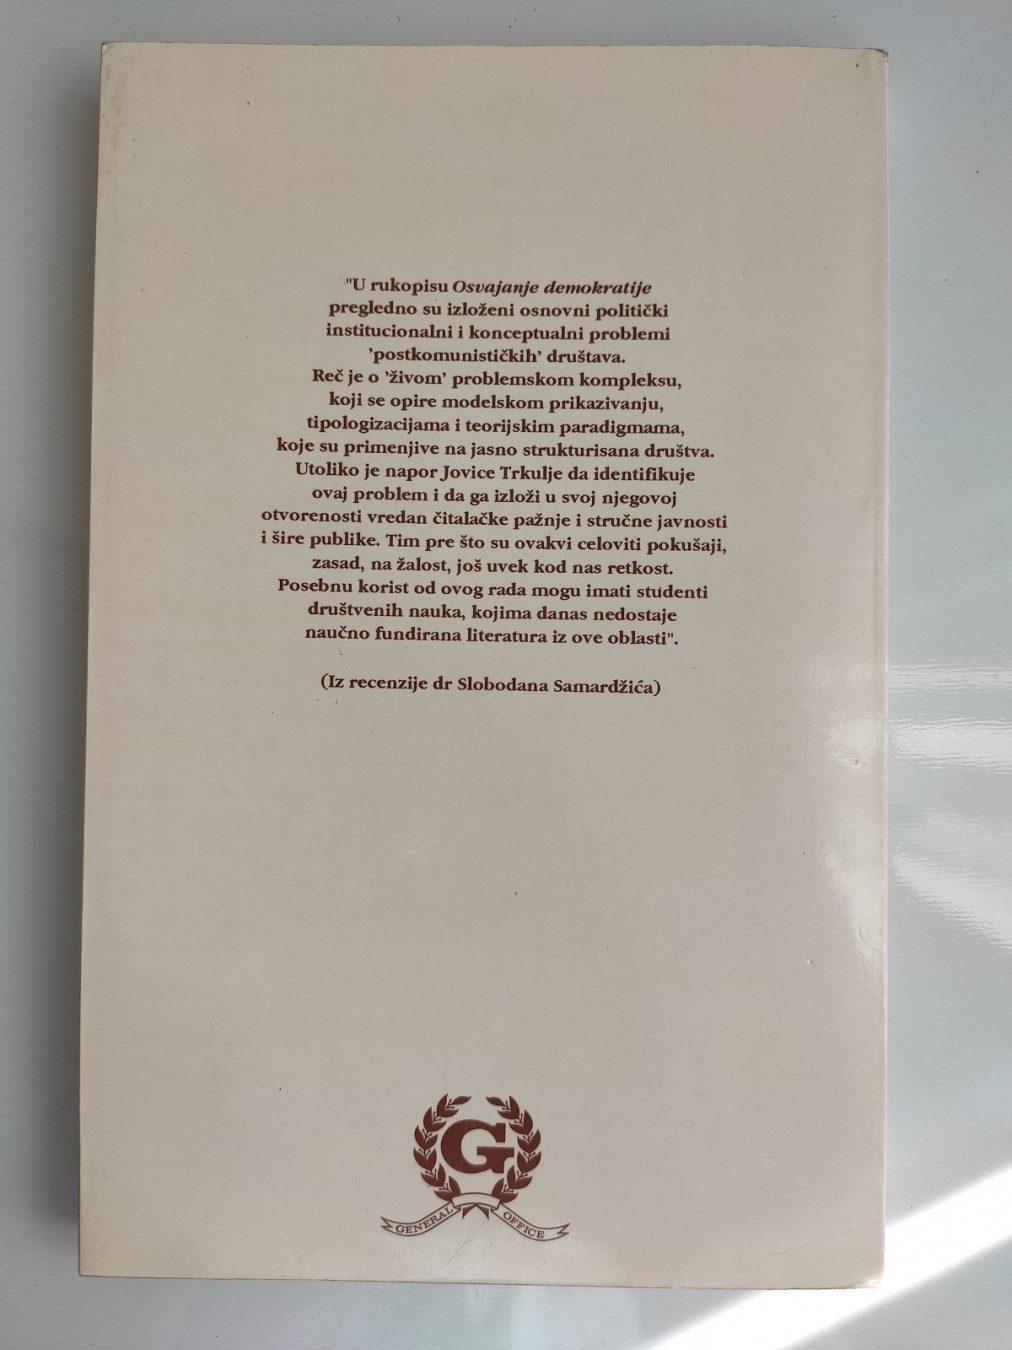 "U rukopisu Osvajanje demokratije
pregledno su izloženi osnovni politički
institucionalni i konceptualni problemi
'postkomunističkih' društava.
Reč je o 'živom' problemskom kompleksu,
koji se opire modelskom prikazivanju,
tipologizacijama i teorijskim paradigmama,
koje su primenjive na jasno strukturisana društva.
Utoliko je napor Jovice Trkulje da identifikuje
ovaj problem i da ga izloži u svoj njegovoj
otvorenosti vredan čitalačke pažnje i stručne javnosti
i šire publike. Tim pre što su ovakvi celoviti pokušaji,
zasad, na žalost, još uvek kod nas retkost.
Posebnu korist od ovog rada mogu imati studenti
društvenih nauka, kojima danas nedostaje
naučno fundirana literatura iz ove oblasti".
(Iz recenzije dr Slobodana Samardžića)
G
GENERAL OFFICE